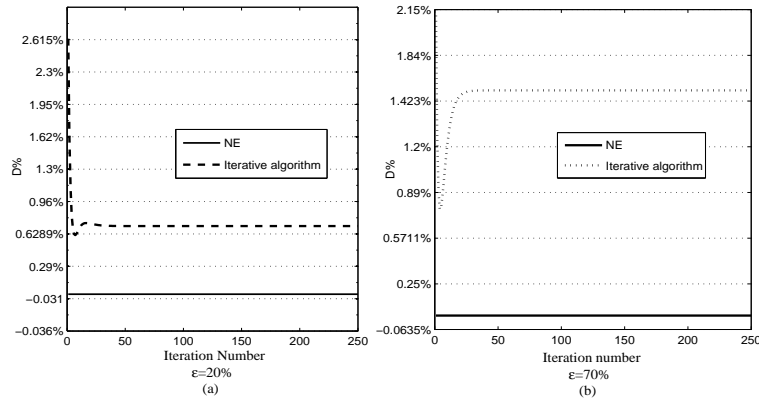 2.615%
2.3%
1.95%
1.62%
1.3%
0.96%
0.6289%
0.29%
−0.031
−0.036%
D%
NE
Iterative algorithm
0 50 100 150 200 250
Iteration Number
ε=20%
(a)
2.15%
1.84%
1.423%
1.2%
0.89%
0.5711%
0.25%
−0.0635%
D%
NE
Iterative algorithm
0 50 100 150 200 250
Iteration number
ε=70%
(b)